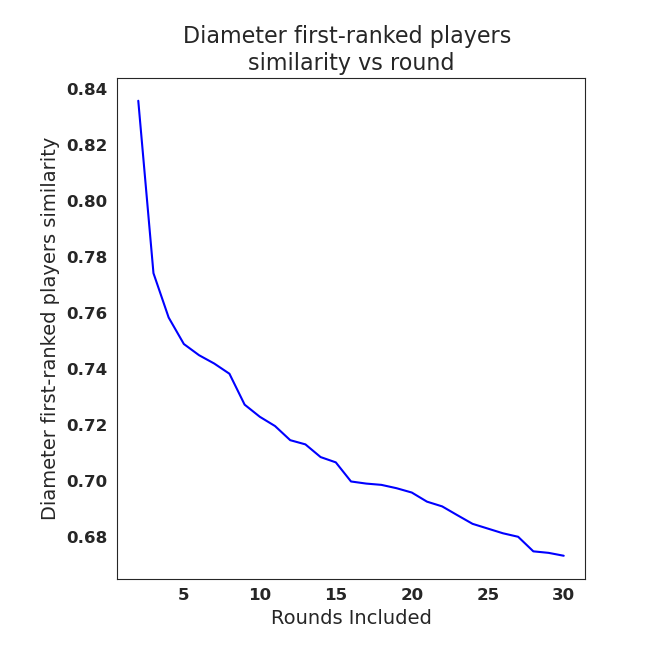 Diameter first-ranked players
similarity vs round
Diameter first-ranked players similarity
0.84
0.82
0.80
0.78
0.76
0.74
0.72
0.70
0.68
5 10 15 20 25 30
Rounds Included